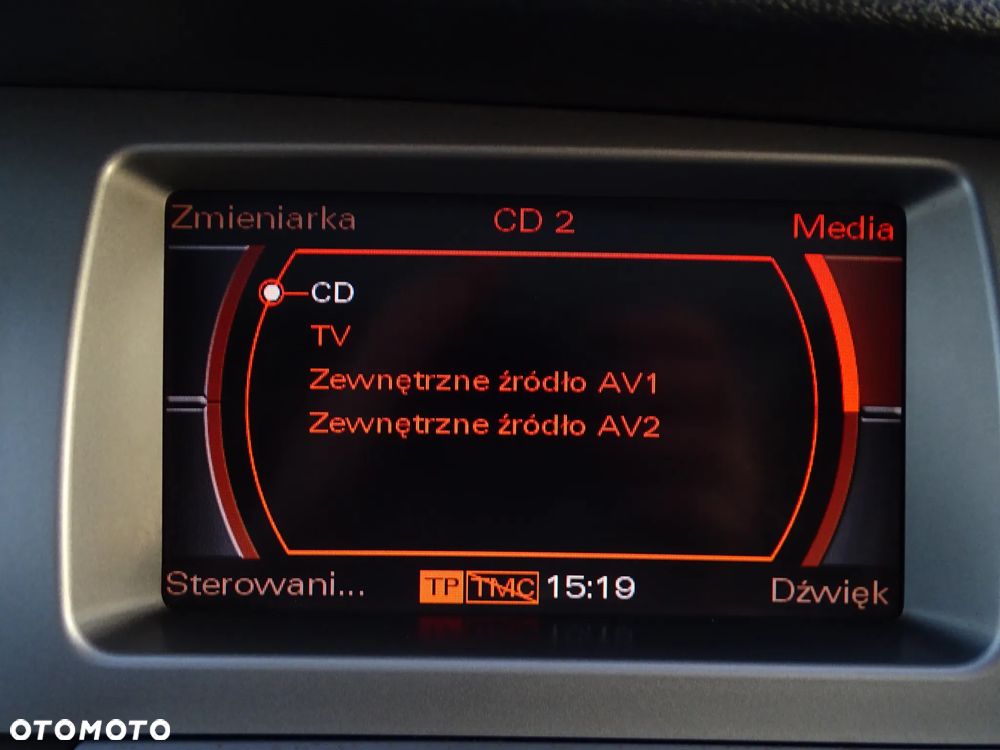 Zmieniarka CD 2 Media
CD
TV
Zewnętrzne źródło AV1
Zewnętrzne źródło AV2
Sterowani... TP TMC 15:19 Dźwięk
OTOMOTO